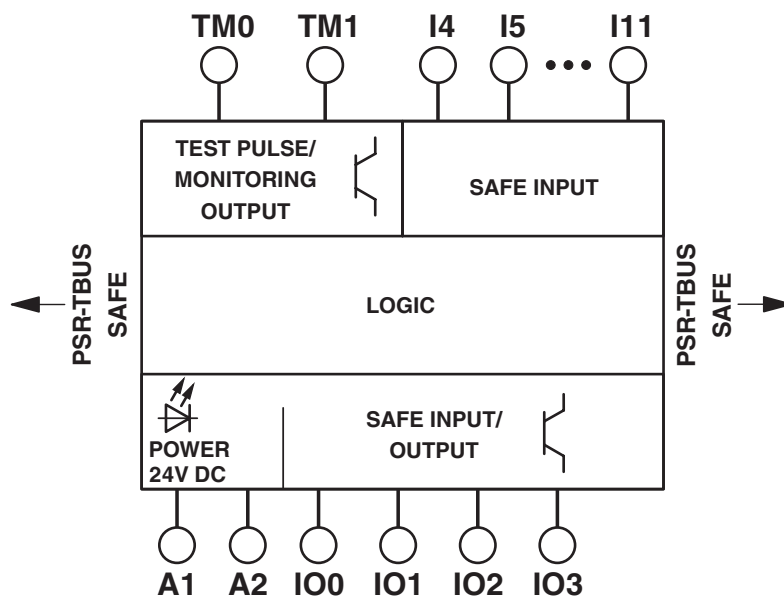 TM0 TM1 I4 I5 ••• I11
TEST PULSE/
MONITORING
OUTPUT
SAFE INPUT
PSR-TBUS
SAFE
LOGIC
PSR-TBUS
SAFE
POWER
24V DC
SAFE INPUT/
OUTPUT
A1 A2 IO0 IO1 IO2 IO3